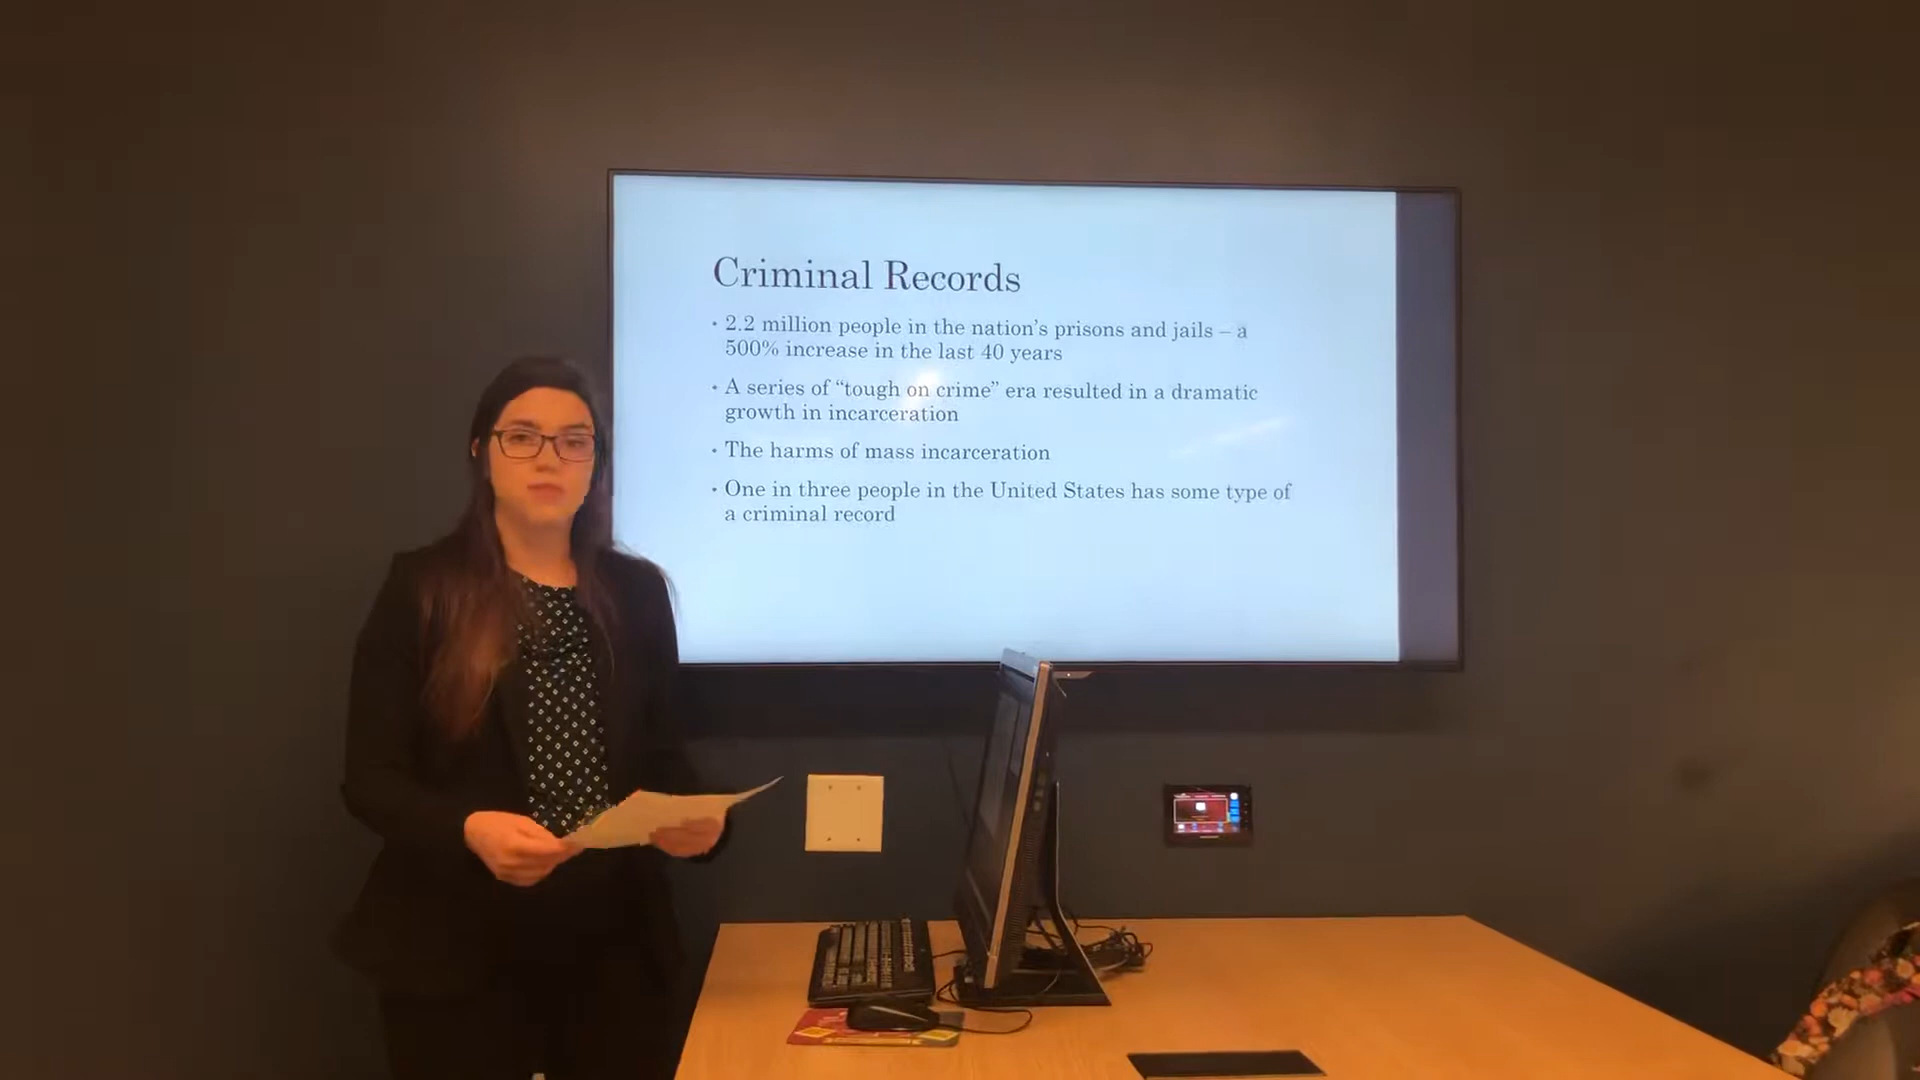 Criminal Records
• 2.2 million people in the nation's prisons and jails – a
500% increase in the last 40 years
• A series of “tough on crime” era resulted in a dramatic
growth in incarceration
• The harms of mass incarceration
• One in three people in the United States has some type of
a criminal record